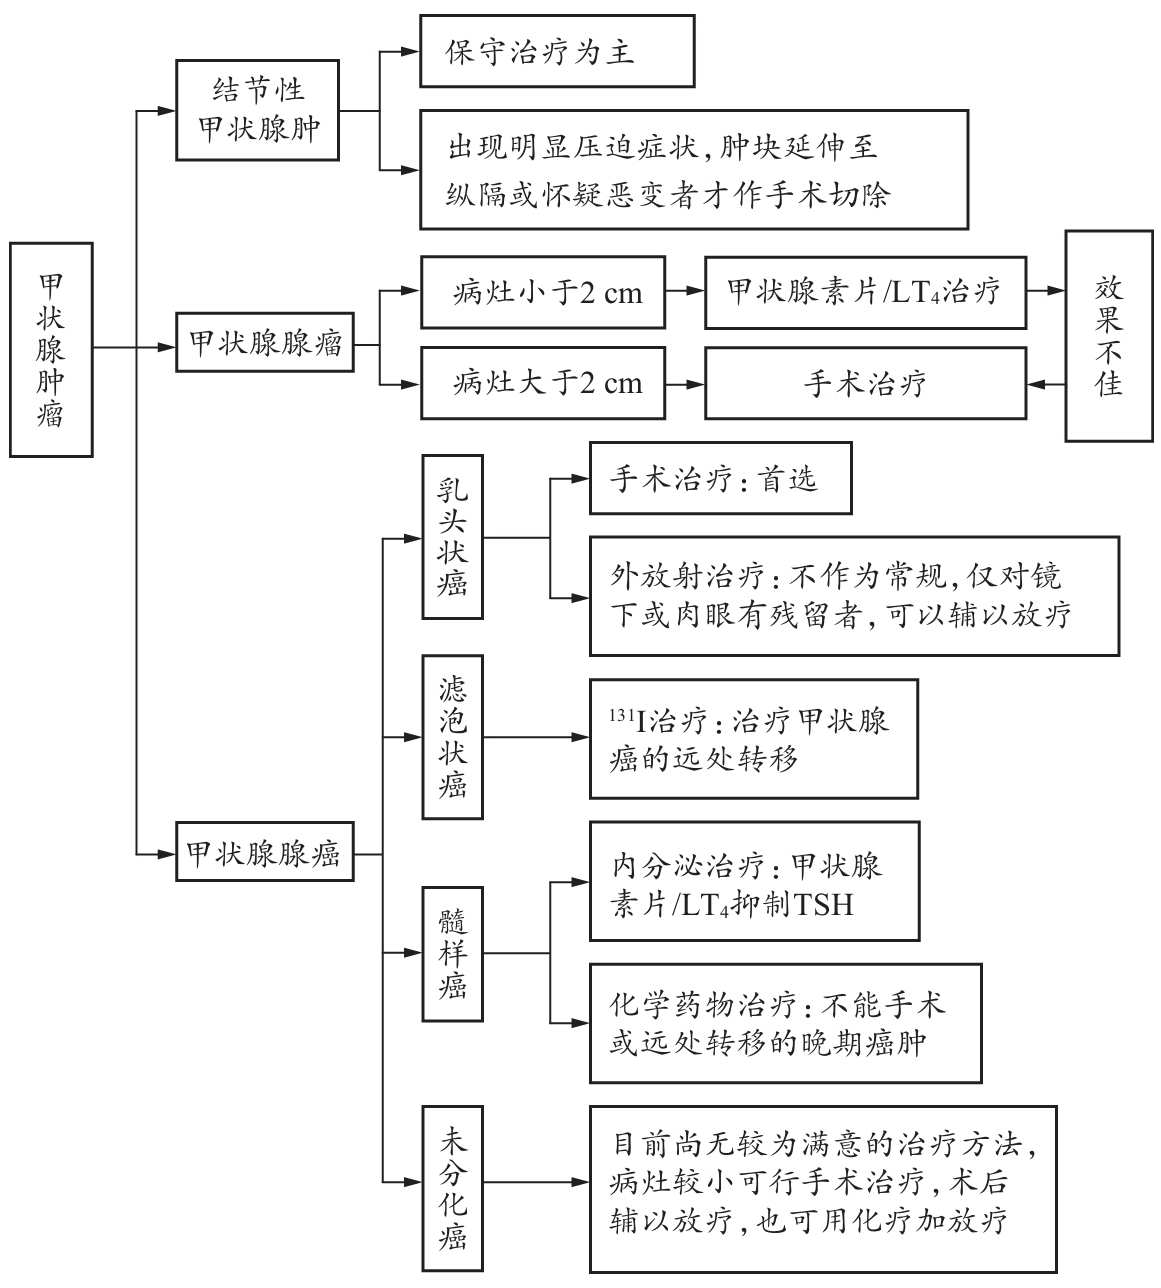 甲状腺肿瘤
结节性
甲状腺肿
保守治疗为主
出现明显压迫症状，肿块延伸至
纵隔或怀疑恶变者才作手术切除
甲状腺腺瘤
病灶小于2 cm
甲状腺素片/LT₄治疗
效果不佳
病灶大于2 cm
手术治疗
甲状腺腺癌
乳头状癌
手术治疗：首选
外放射治疗：不作为常规，仅对镜
下或肉眼有残留者，可以辅以放疗
滤泡状癌
¹³¹I治疗：治疗甲状腺
癌的远处转移
髓样癌
内分泌治疗：甲状腺
素片/LT₄抑制TSH
化学药物治疗：不能手术
或远处转移的晚期癌肿
未分化癌
目前尚无较为满意的治疗方法，
病灶较小可行手术治疗，术后
辅以放疗，也可用化疗加放疗